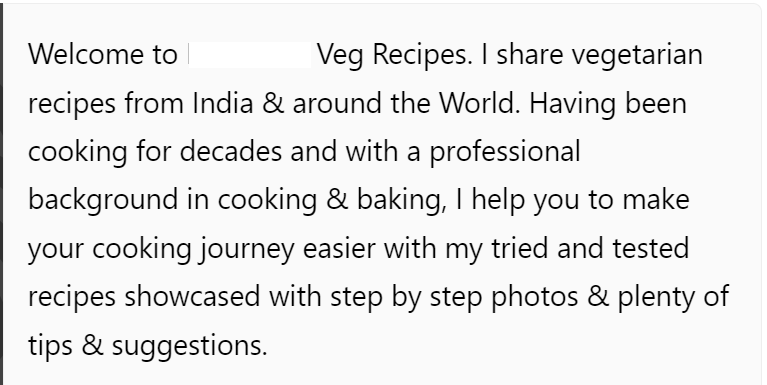 Welcome to Veg Recipes. I share vegetarian
recipes from India & around the World. Having been
cooking for decades and with a professional
background in cooking & baking, I help you to make
your cooking journey easier with my tried and tested
recipes showcased with step by step photos & plenty of
tips & suggestions.